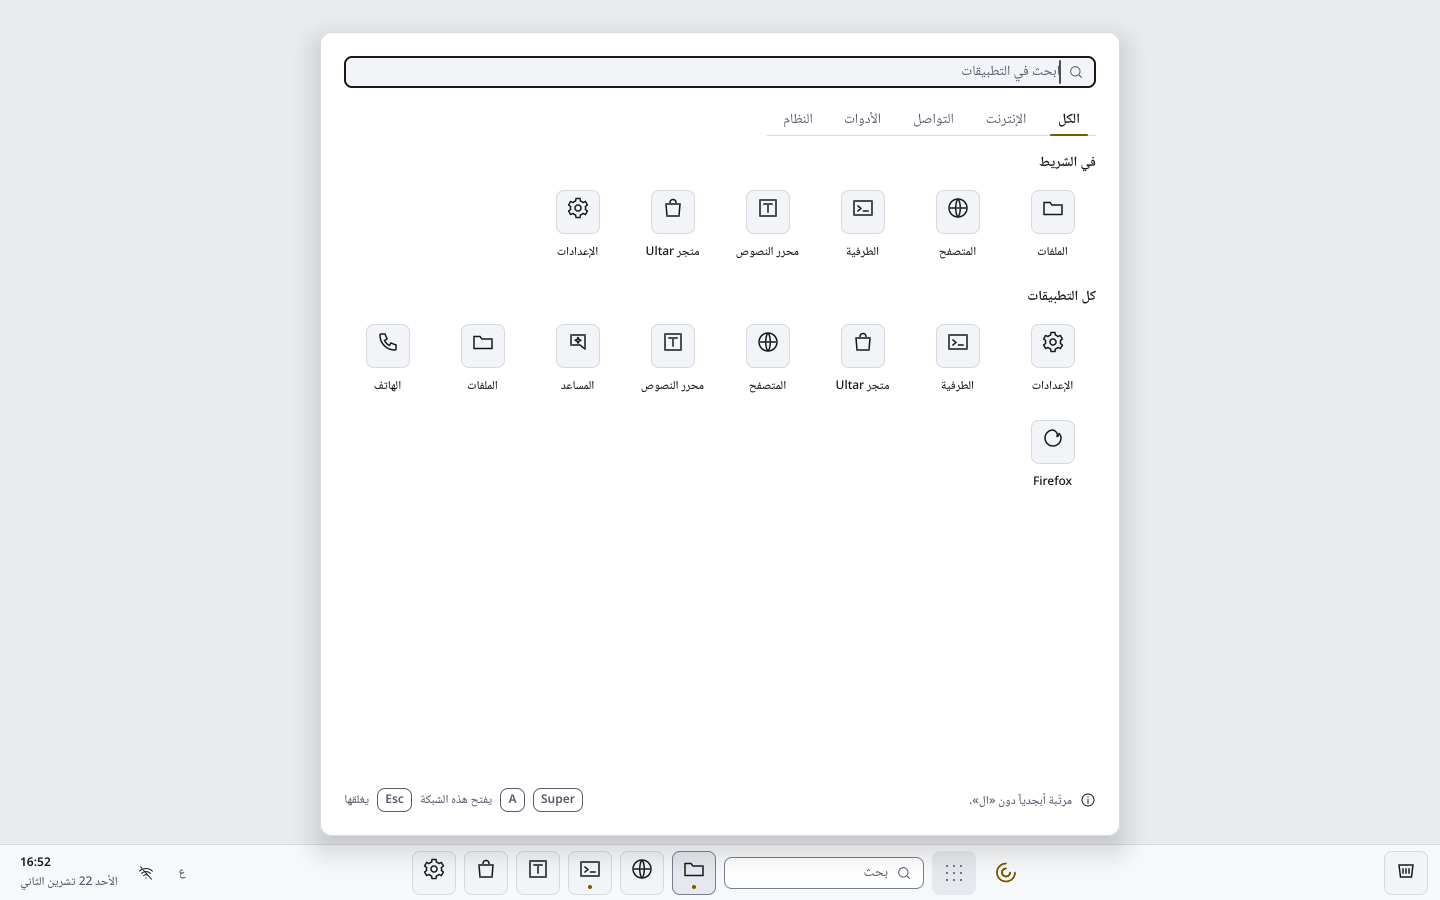 ابحث في التطبيقات
الكل
الإنترنت
التواصل
الأدوات
النظام
في الشريط
الملفات
المتصفح
الطرفية
محرر النصوص
متجر Ultar
الإعدادات
كل التطبيقات
الإعدادات
الطرفية
متجر Ultar
المتصفح
محرر النصوص
المساعد
الملفات
الهاتف
Firefox
مرتّبة أبجدياً دون «ال».
Super A يفتح هذه الشبكة Esc يغلقها
بحث
ع
16:52
الأحد 22 تشرين الثاني